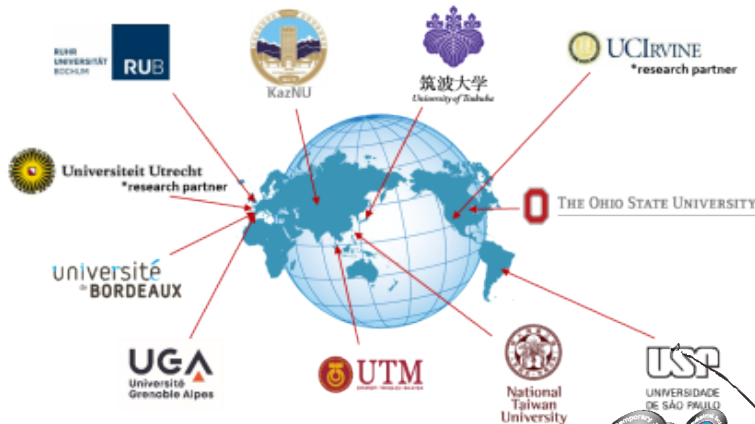 RUHR
UNIVERSITÄT
BOCHUM
RUB
KazNU
筑波大学
University of Tsukuba
UCIRVINE
*research partner
Universiteit Utrecht
*research partner
THE OHIO STATE UNIVERSITY
université
de BORDEAUX
UGA
Université
Grenoble Alpes
UTM
National
Taiwan
University
USP
UNIVERSIDADE
DE SÃO PAULO